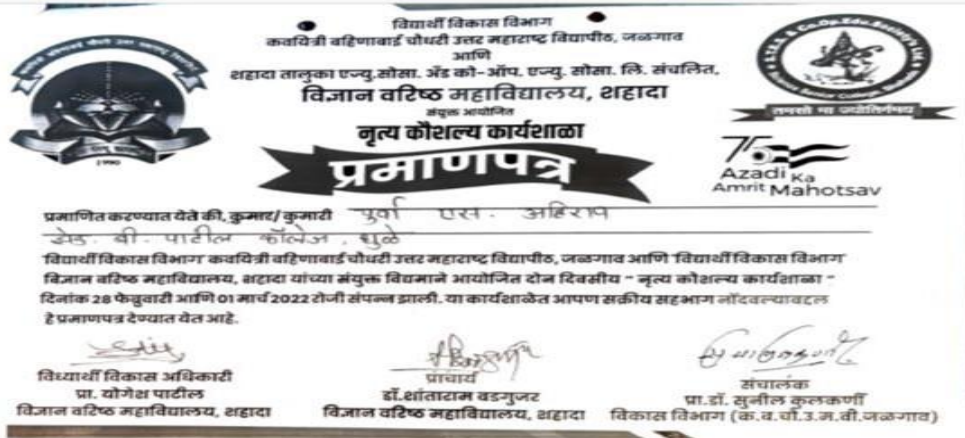 विद्यार्थी विकास विभाग
कवयित्री बहिणाबाई चौधरी उत्तर महाराष्ट्र विद्यापीठ, जळगाव
आणि
शहादा तालुका एज्यु.सोसा. अँड को-ऑप. एज्यु. सोसा. लि. संचलित,
विज्ञान वरिष्ठ महाविद्यालय, शहादा
संयुक्त आयोजित
नृत्य कौशल्य कार्यशाळा
प्रमाणपत्र
1990
तमसो मा ज्योतिर्गमय
75
Azadi Ka
Amrit Mahotsav
प्रमाणित करण्यात येते की, कुमार/कुमारी पुर्वा एस. अहिराव
झेड. बी. पाटील कॉलेज, धुळे
विद्यार्थी विकास विभाग कवयित्री बहिणाबाई चौधरी उत्तर महाराष्ट्र विद्यापीठ, जळगाव आणि विद्यार्थी विकास विभाग
विज्ञान वरिष्ठ महाविद्यालय, शहादा यांच्या संयुक्त विद्यमाने आयोजित दोन दिवसीय " नृत्य कौशल्य कार्यशाळा "
दिनांक 28 फेब्रुवारी आणि 01 मार्च 2022 रोजी संपन्न झाली. या कार्यशाळेत आपण सक्रीय सहभाग नोंदवल्याबद्दल
हे प्रमाणपत्र देण्यात येत आहे.
विध्यार्थी विकास अधिकारी
प्रा. योगेश पाटील
विज्ञान वरिष्ठ महाविद्यालय, शहादा
प्राचार्य
डॉ.शांताराम बडगुजर
विज्ञान वरिष्ठ महाविद्यालय, शहादा
संचालक
प्रा.डॉ. सुनील कुलकर्णी
विकास विभाग (क.ब.चौ.उ.म.वी.जळगाव)